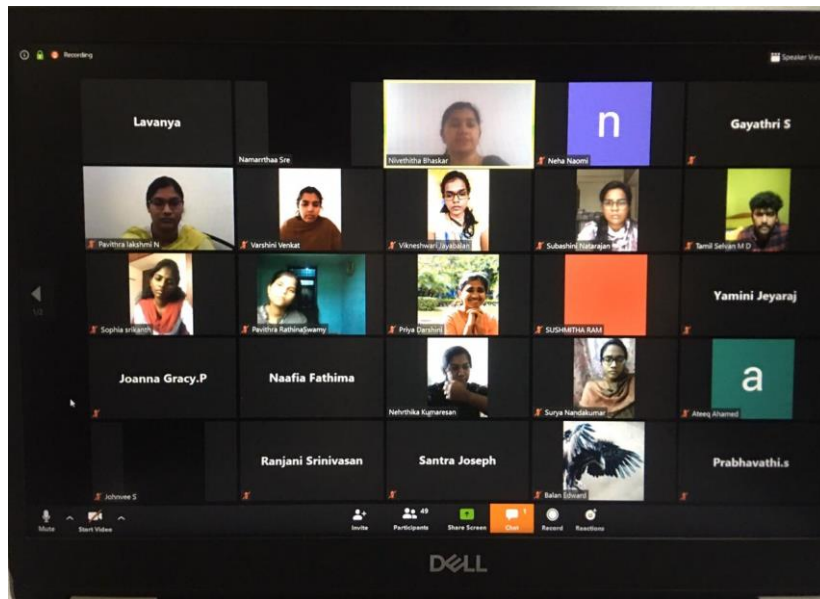 Recording
Speaker View
Lavanya
Namarrthaa Sre
Nivethitha Bhaskar
n
Neha Naomi
Gayathri S
Pavithra lakshmi N
Varshini Venkat
Vikneshwari Jayabalan
Subashini Natarajan
Tamil Selvan M D
Sophia srikanth
Pavithra RathinaSwamy
Priya Darshini
SUSHMITHA RAM
Yamini Jeyaraj
1/2
Joanna Gracy.P
Naafia Fathima
Nehrthika Kumaresan
Surya Nandakumar
a
Ateeq Ahamed
Johnvee S
Ranjani Srinivasan
Santra Joseph
Balan Edward
Prabhavathi.s
Mute
Start Video
Invite
Participants 49
Share Screen
Chat 1
Record
Reactions
DELL